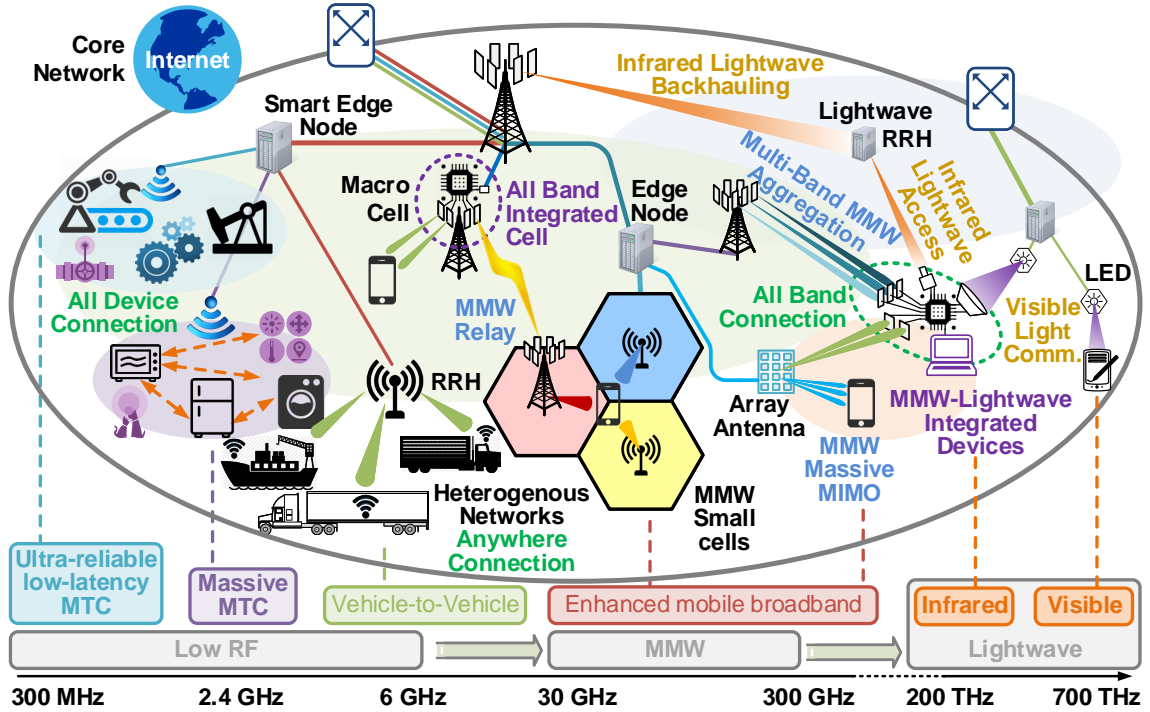 Core
Network
Internet
Smart Edge
Node
Infrared Lightwave
Backhauling
Lightwave
RRH
Macro
Cell
All Band
Integrated
Cell
Edge
Node
Multi-Band MMW
Aggregation
Infrared
Lightwave
Access
LED
All Device
Connection
MMW
Relay
All Band
Connection
Visible
Light
Comm.
RRH
Array
Antenna
MMW-Lightwave
Integrated
Devices
MMW
Massive
MIMO
Heterogenous
Networks
Anywhere
Connection
MMW
Small
cells
Ultra-reliable
low-latency
MTC
Massive
MTC
Vehicle-to-Vehicle
Enhanced mobile broadband
Infrared
Visible
Low RF
MMW
Lightwave
300 MHz
2.4 GHz
6 GHz
30 GHz
300 GHz
200 THz
700 THz